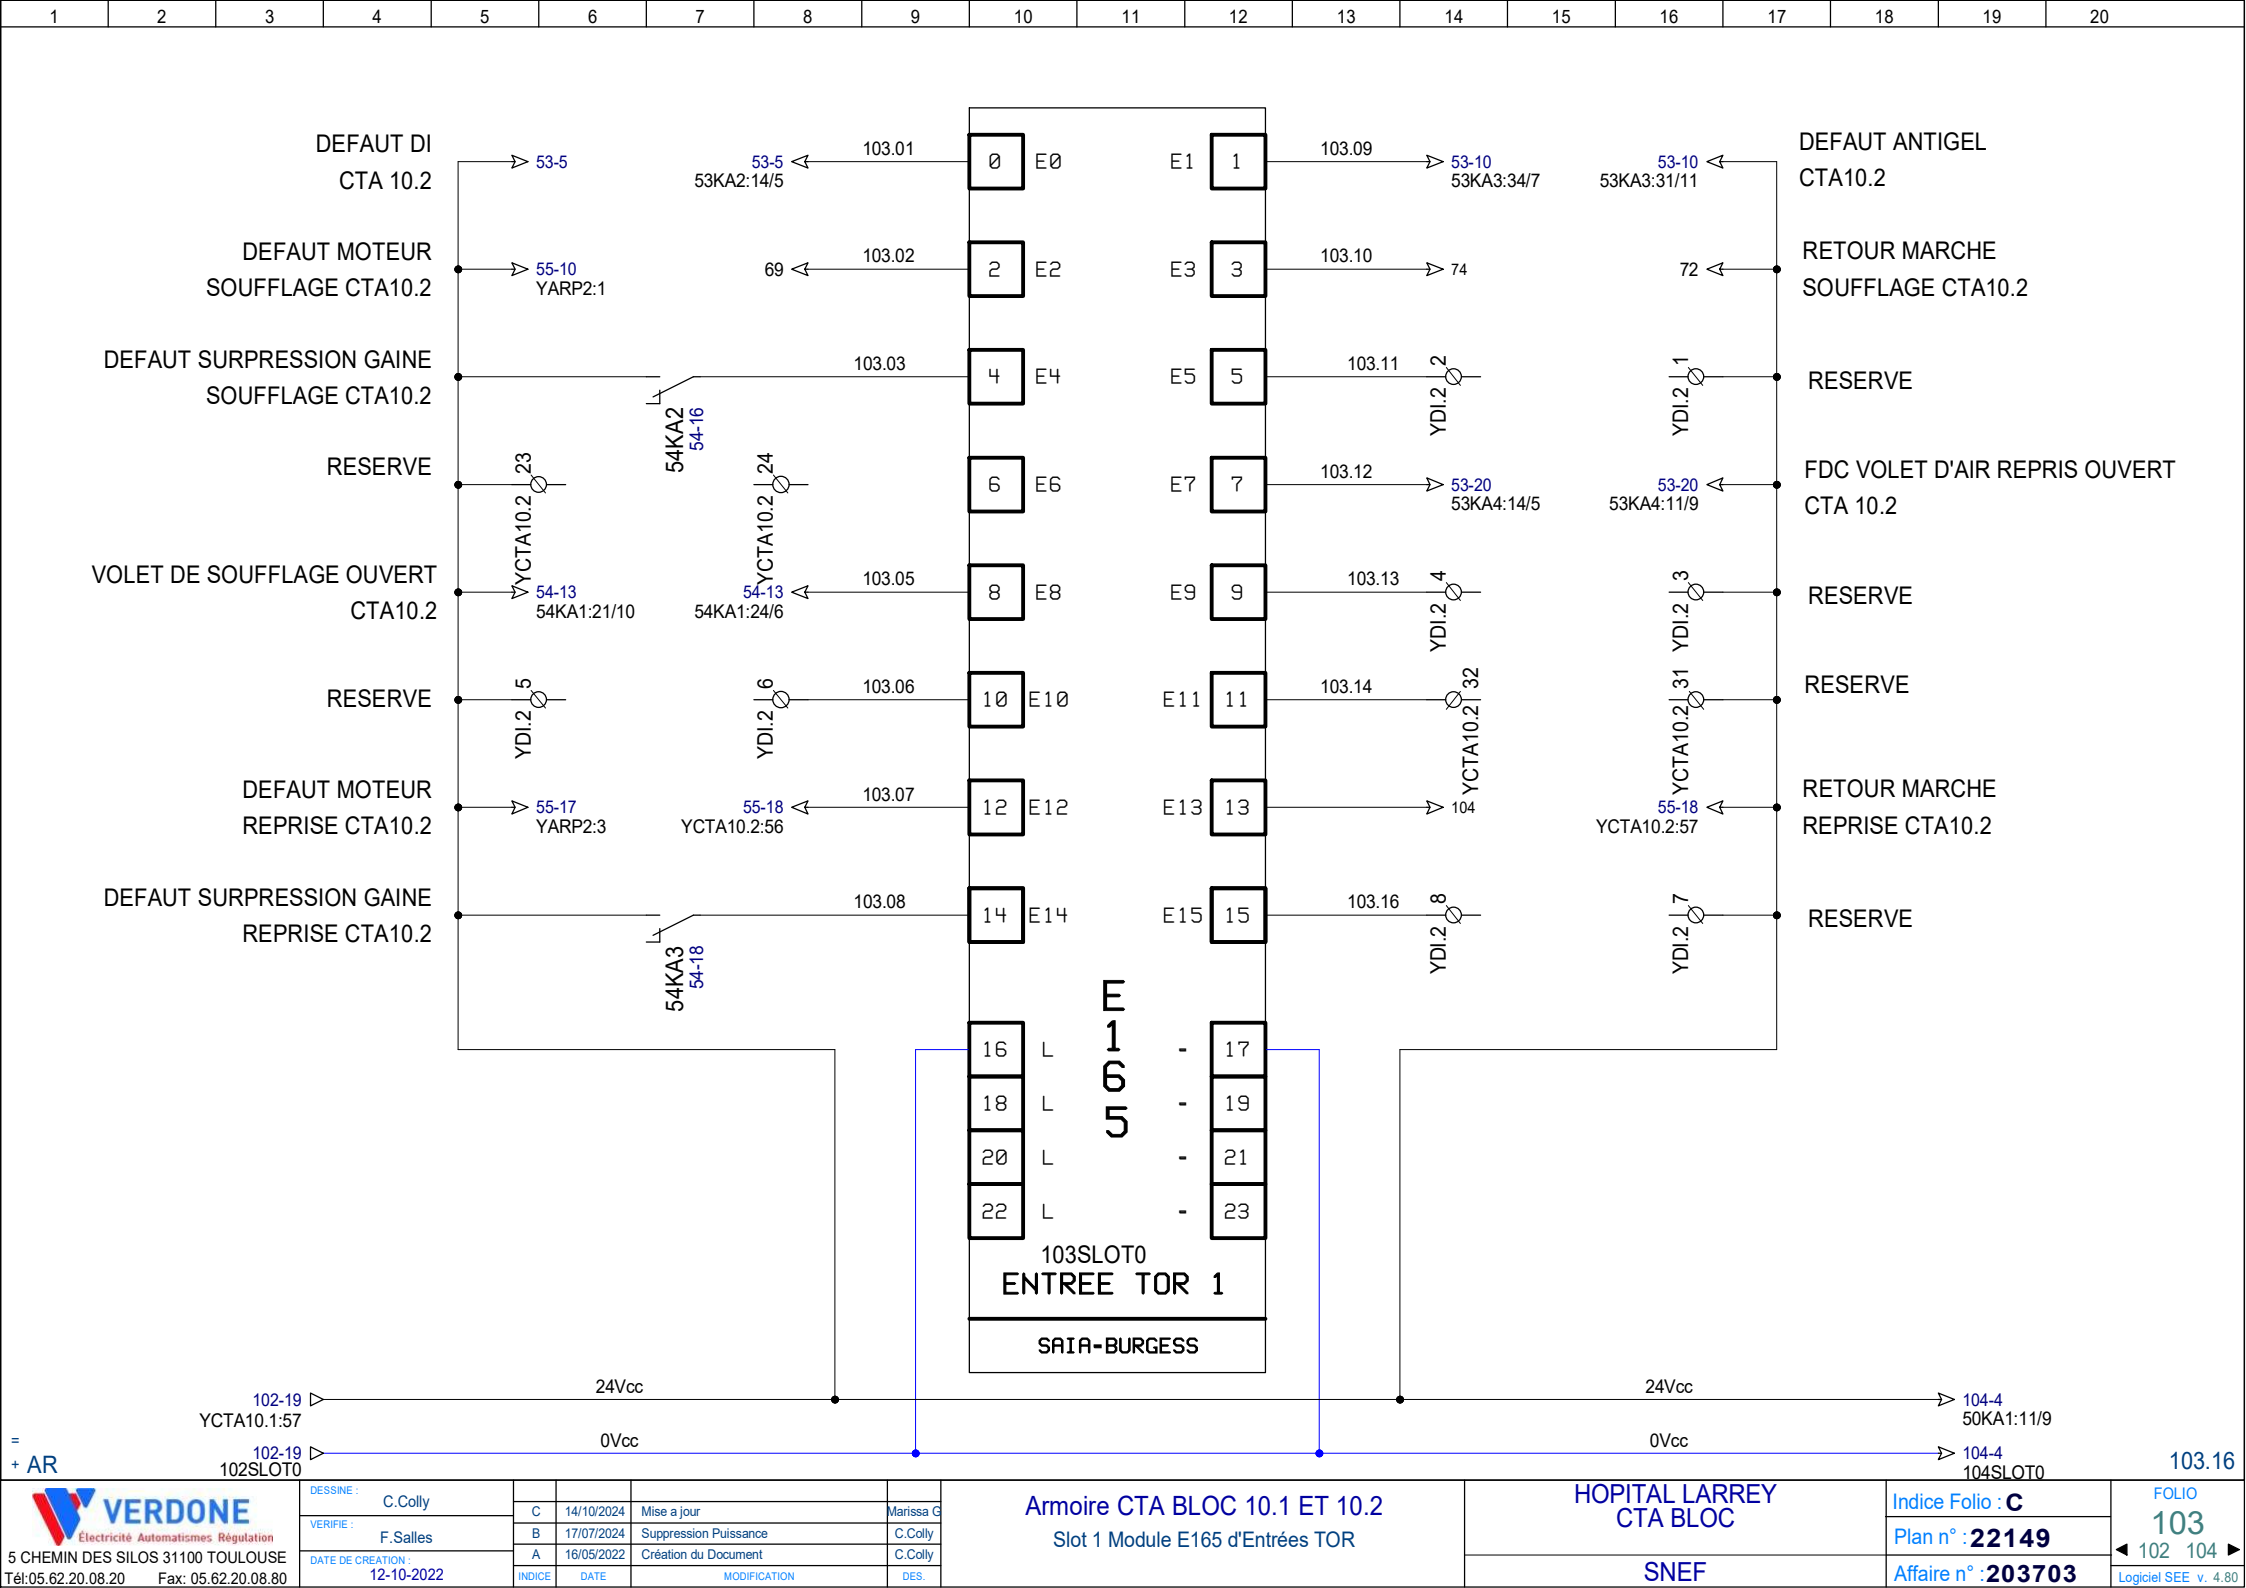 1 2 3 4 5 6 7 8 9 10 11 12 13 14 15 16 17 18 19 20
DEFAUT DI
CTA 10.2
53-5
53-5
53KA2:14/5
103.01
0 E0
E1 1
103.09
53-10
53KA3:34/7
53-10
53KA3:31/11
DEFAUT ANTIGEL
CTA10.2
DEFAUT MOTEUR
SOUFFLAGE CTA10.2
55-10
YARP2:1
69
103.02
2 E2
E3 3
103.10
74
72
RETOUR MARCHE
SOUFFLAGE CTA10.2
DEFAUT SURPRESSION GAINE
SOUFFLAGE CTA10.2
54KA2
54-16
103.03
4 E4
E5 5
103.11
YDI.2 2
YDI.2 1
RESERVE
RESERVE
YCTA10.2 23
YCTA10.2 24
6 E6
E7 7
103.12
53-20
53KA4:14/5
53-20
53KA4:11/9
FDC VOLET D'AIR REPRIS OUVERT
CTA 10.2
VOLET DE SOUFFLAGE OUVERT
CTA10.2
54-13
54KA1:21/10
54-13
54KA1:24/6
103.05
8 E8
E9 9
103.13
YDI.2 4
YDI.2 3
RESERVE
RESERVE
YDI.2 5
YDI.2 6
103.06
10 E10
E11 11
103.14
YCTA10.2 32
YCTA10.2 31
RESERVE
DEFAUT MOTEUR
REPRISE CTA10.2
55-17
YARP2:3
55-18
YCTA10.2:56
103.07
12 E12
E13 13
104
55-18
YCTA10.2:57
RETOUR MARCHE
REPRISE CTA10.2
DEFAUT SURPRESSION GAINE
REPRISE CTA10.2
54KA3
54-18
103.08
14 E14
E15 15
103.16
YDI.2 8
YDI.2 7
RESERVE
E165
16 L - 17
18 L - 19
20 L - 21
22 L - 23
103SLOT0
ENTREE TOR 1
SAIA-BURGESS
102-19
YCTA10.1:57
24Vcc
24Vcc
104-4
50KA1:11/9
102-19
102SLOT0
0Vcc
0Vcc
104-4
104SLOT0
=
+ AR
103.16
VERDONE
Électricité Automatismes Régulation
5 CHEMIN DES SILOS 31100 TOULOUSE
Tél:05.62.20.08.20 Fax: 05.62.20.08.80
DESSINE :
C.Colly
VERIFIE :
F.Salles
DATE DE CREATION :
12-10-2022
C 14/10/2024 Mise a jour Marissa G
B 17/07/2024 Suppression Puissance C.Colly
A 16/05/2022 Création du Document C.Colly
INDICE DATE MODIFICATION DES.
Armoire CTA BLOC 10.1 ET 10.2
Slot 1 Module E165 d'Entrées TOR
HOPITAL LARREY
CTA BLOC
SNEF
Indice Folio : C
Plan n° : 22149
Affaire n° : 203703
FOLIO
103
102 104
Logiciel SEE v. 4.80